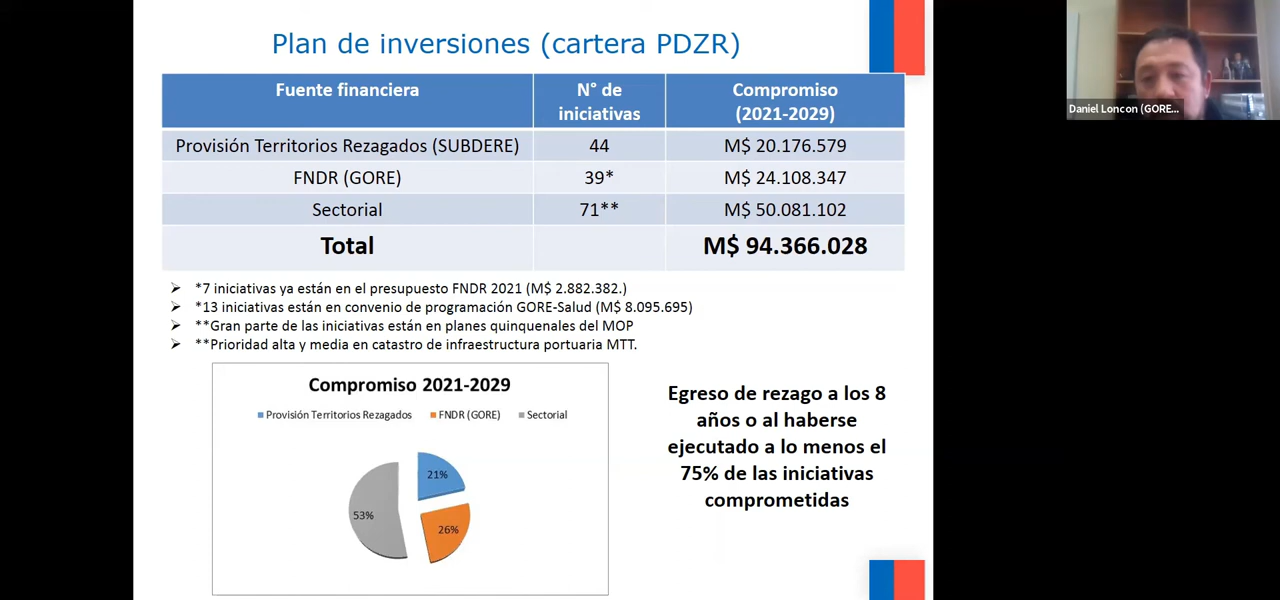 Plan de inversiones (cartera PDZR)
Fuente financiera
N° de
iniciativas
Compromiso
(2021-2029)
Provisión Territorios Rezagados (SUBDERE)
44
M$ 20.176.579
FNDR (GORE)
39*
M$ 24.108.347
Sectorial
71**
M$ 50.081.102
Total
M$ 94.366.028
*7 iniciativas ya están en el presupuesto FNDR 2021 (M$ 2.882.382.)
*13 iniciativas están en convenio de programación GORE-Salud (M$ 8.095.695)
**Gran parte de las iniciativas están en planes quinquenales del MOP
**Prioridad alta y media en catastro de infraestructura portuaria MTT.
Compromiso 2021-2029
Provisión Territorios Rezagados
FNDR (GORE)
Sectorial
21%
53%
26%
Egreso de rezago a los 8
años o al haberse
ejecutado a lo menos el
75% de las iniciativas
comprometidas
Daniel Loncon (GORE...